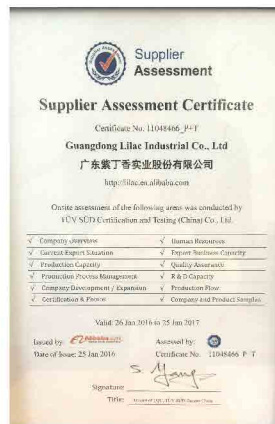 Supplier
Assessment
Supplier Assessment Certificate
Certificate No. 11048466_P+T
Guangdong Lilac Industrial Co., Ltd
广东紫丁香实业股份有限公司
http://lilac.en.alibaba.com
Onsite assessment of the following areas was conducted by
TÜV SÜD Certification and Testing (China) Co., Ltd.
√ Company Overview √ Human Resources
√ Current Export Situation √ Export Business Capacity
√ Production Capacity √ Quality Assurance
√ Production Process Management √ R & D Capacity
√ Company Development / Expansion √ Production Flow
√ Certification & Patent √ Company and Product Samples
Valid: 26 Jan 2016 to 25 Jan 2017
Issued by: Alibaba.com Assessed by:
Date of Issue: 25 Jan 2016 Certificate No. 11048466 P+T
S. Yang
Signature:
Title: